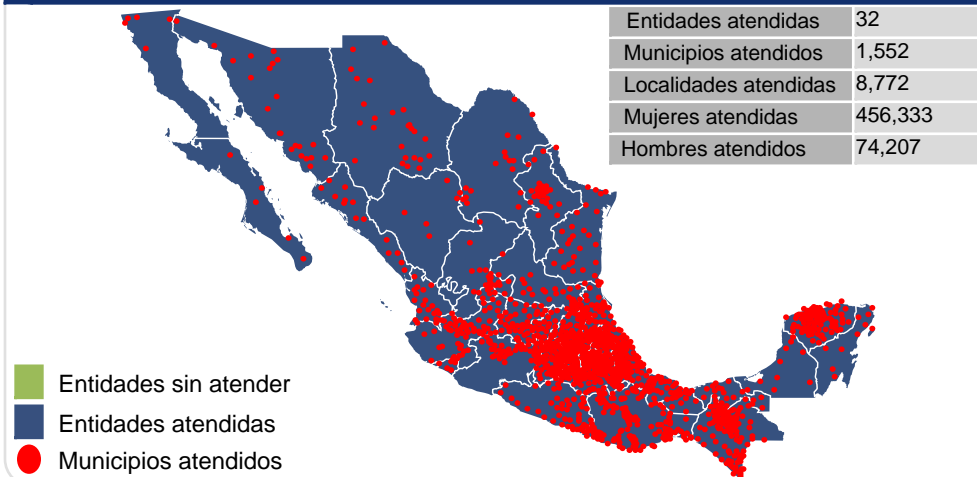 Entidades atendidas 32
Municipios atendidos 1,552
Localidades atendidas 8,772
Mujeres atendidas 456,333
Hombres atendidos 74,207
Entidades sin atender
Entidades atendidas
Municipios atendidos